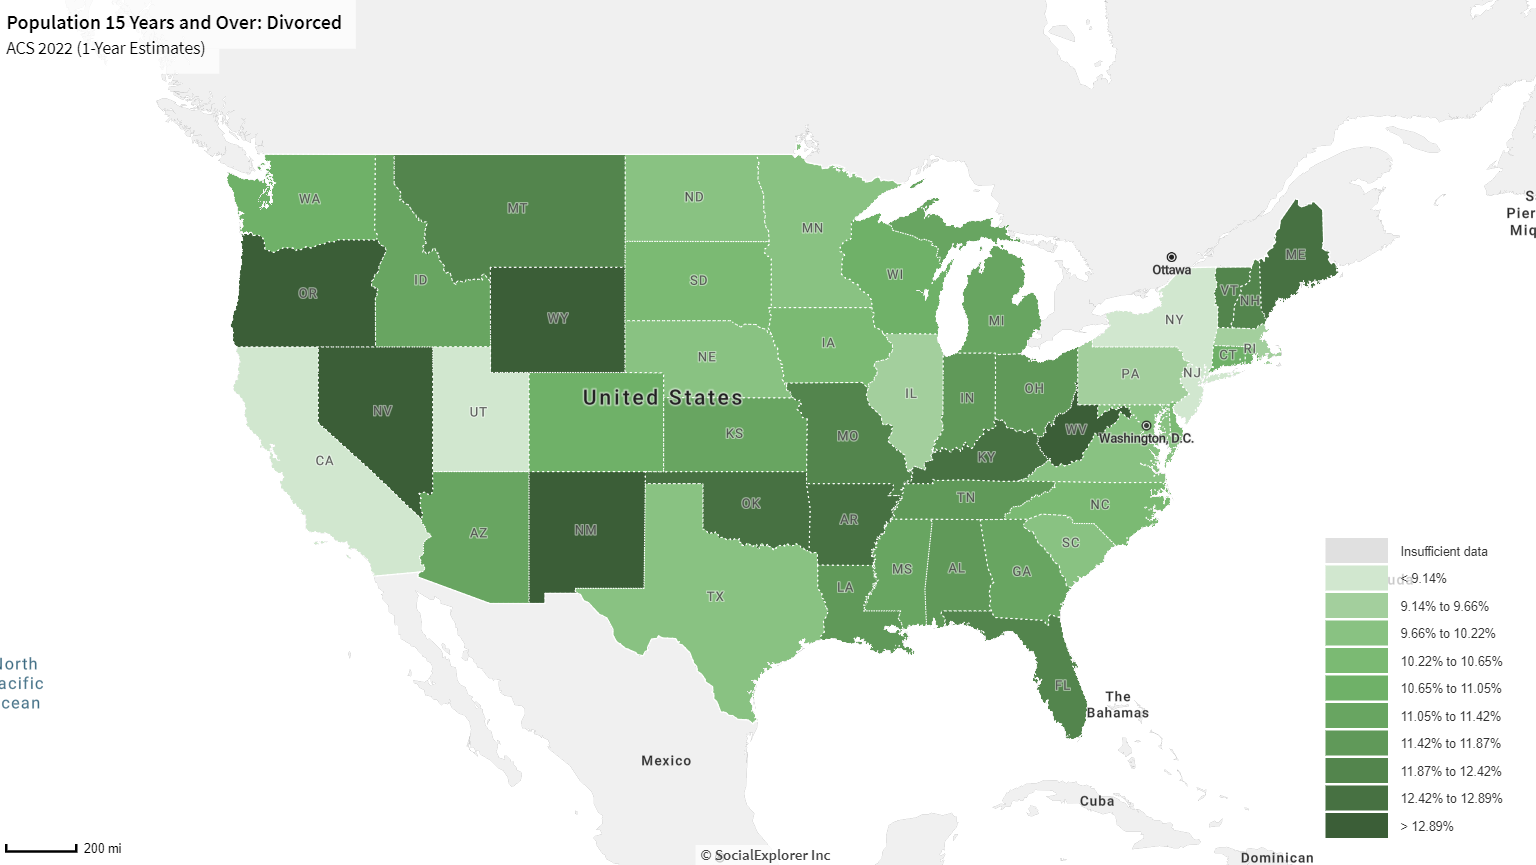 Population 15 Years and Over: Divorced
ACS 2022 (1-Year Estimates)
WA
MT
ND
MN
OR
ID
WY
SD
WI
MI
ME
VT
NH
Ottawa
NY
IA
NE
CT
RI
PA
NJ
IL
IN
OH
United States
NV
UT
CA
KS
MO
KY
WV
Washington, D.C.
AZ
NM
OK
AR
TN
NC
SC
MS
AL
GA
TX
LA
FL
Insufficient data
< 9.14%
9.14% to 9.66%
9.66% to 10.22%
10.22% to 10.65%
10.65% to 11.05%
11.05% to 11.42%
11.42% to 11.87%
11.87% to 12.42%
12.42% to 12.89%
> 12.89%
The
Bahamas
Mexico
Cuba
Dominican
200 mi
© SocialExplorer Inc